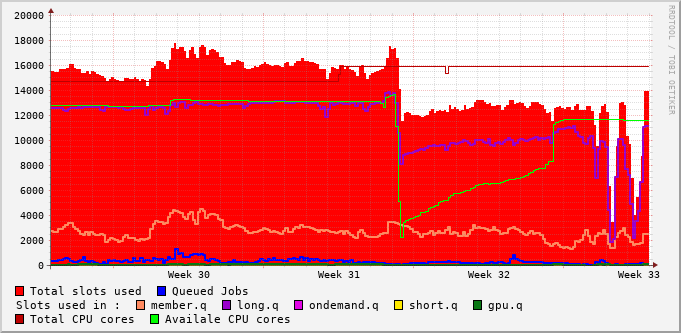 20000
18000
16000
14000
12000
10000
8000
6000
4000
2000
0
Week 30 Week 31 Week 32 Week 33
Total slots used Queued Jobs
Slots used in : member.q long.q ondemand.q short.q gpu.q
Total CPU cores Availale CPU cores
RRDTOOL / TOBI OETIKER